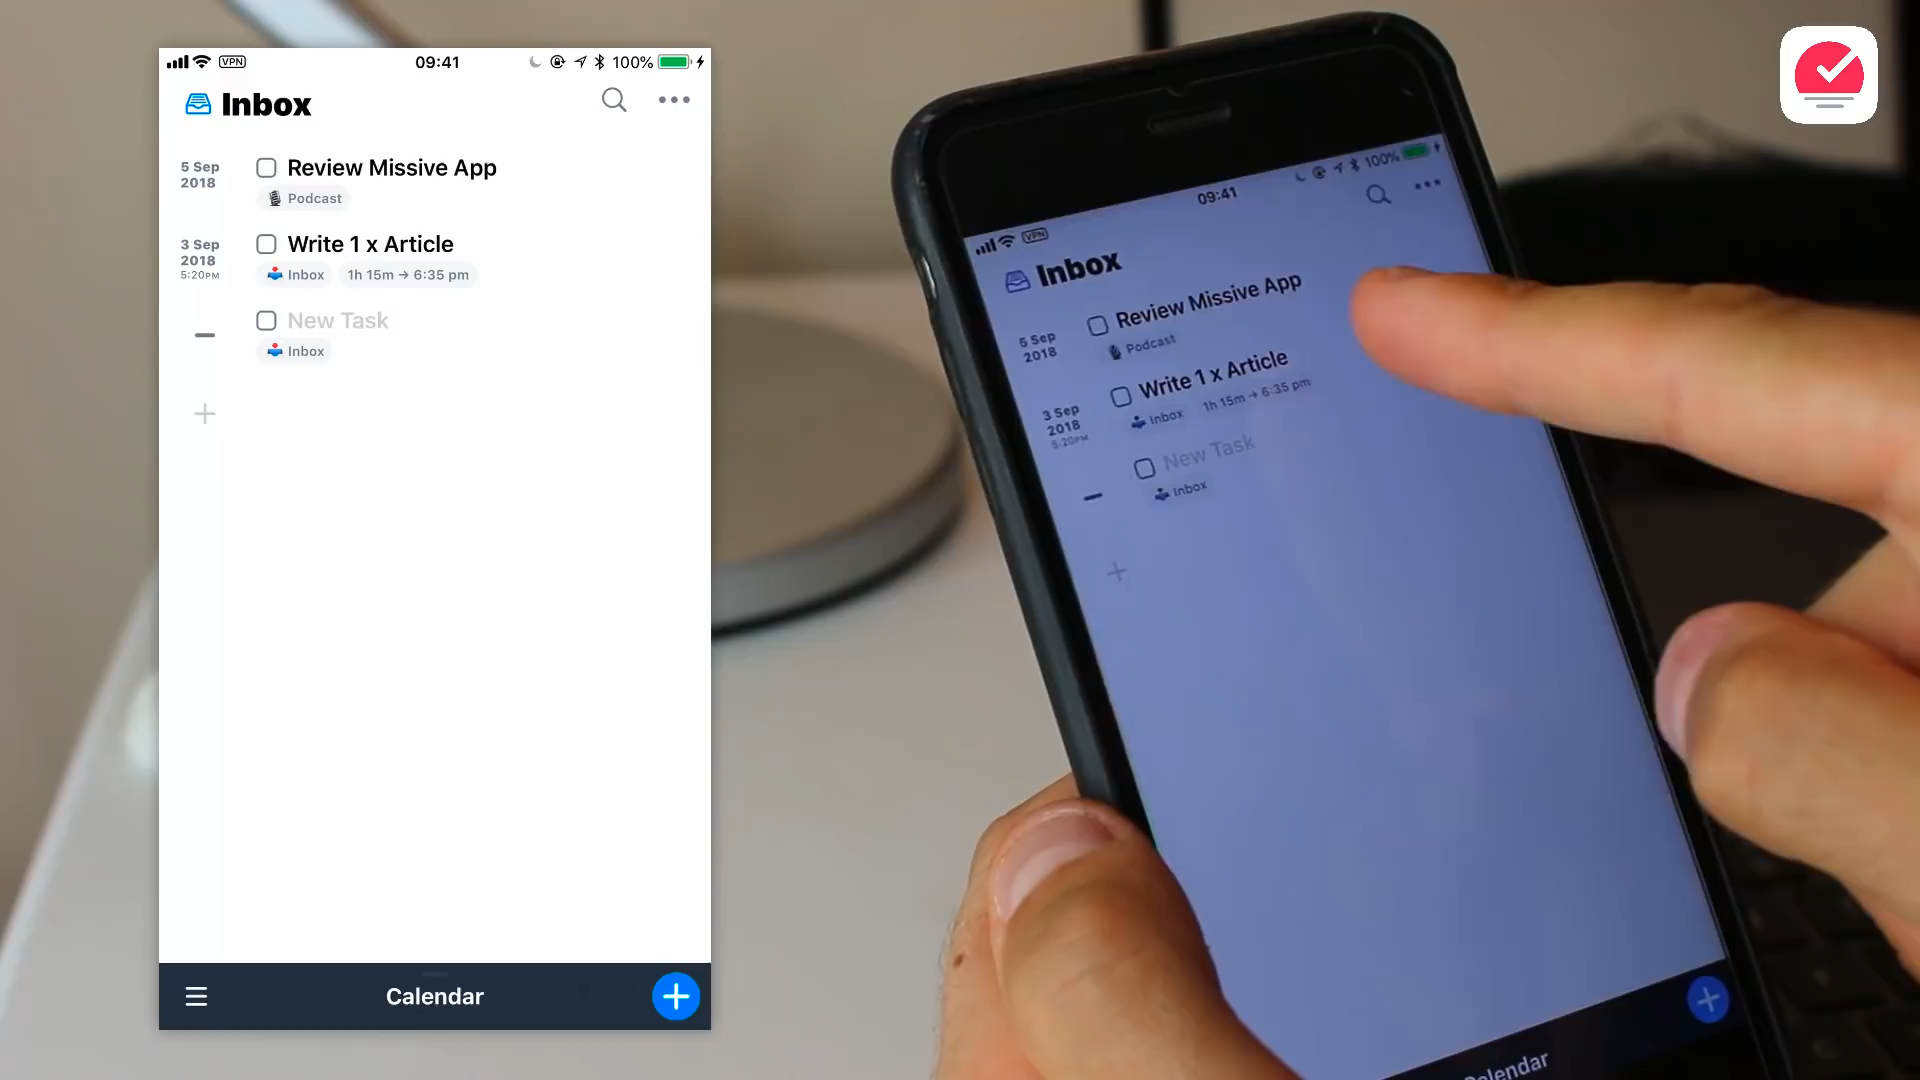 VPN
09:41
100%
Inbox
5 Sep
2018
Review Missive App
Podcast
3 Sep
2018
5:20PM
Write 1 x Article
Inbox
1h 15m → 6:35 pm
New Task
Inbox
Calendar
VPN
09:41
100%
Inbox
5 Sep
2018
Review Missive App
Podcast
3 Sep
2018
5:20PM
Write 1 x Article
Inbox
1h 15m → 6:35 pm
New Task
Inbox
Calendar